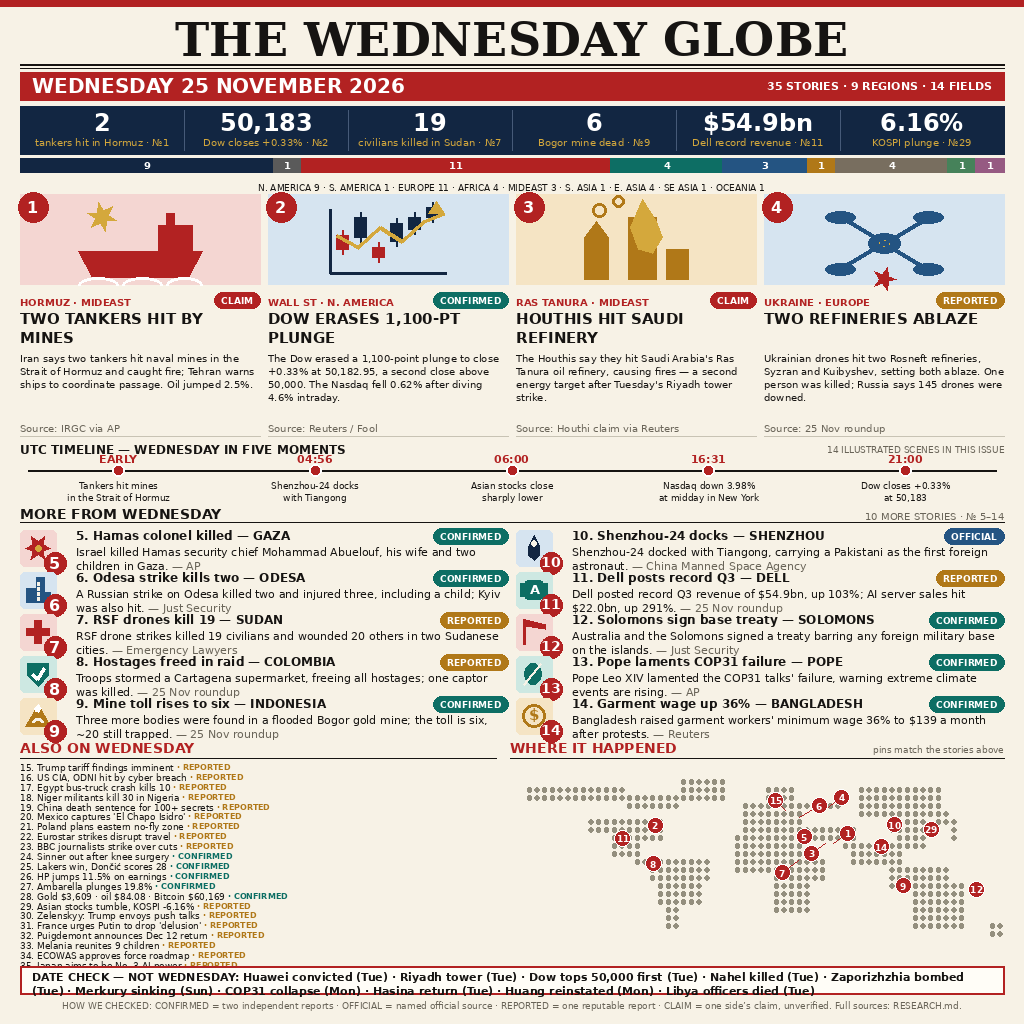 THE WEDNESDAY GLOBE
WEDNESDAY 25 NOVEMBER 2026
35 STORIES · 9 REGIONS · 14 FIELDS
2
tankers hit in Hormuz · №1
50,183
Dow closes +0.33% · №2
19
civilians killed in Sudan · №7
6
Bogor mine dead · №9
$54.9bn
Dell record revenue · №11
6.16%
KOSPI plunge · №29
9 1 11 4 3 1 4 1 1
N. AMERICA 9 · S. AMERICA 1 · EUROPE 11 · AFRICA 4 · MIDEAST 3 · S. ASIA 1 · E. ASIA 4 · SE ASIA 1 · OCEANIA 1
1
HORMUZ · MIDEAST
CLAIM
TWO TANKERS HIT BY
MINES
Iran says two tankers hit naval mines in the
Strait of Hormuz and caught fire; Tehran warns
ships to coordinate passage. Oil jumped 2.5%.
Source: IRGC via AP
2
WALL ST · N. AMERICA
CONFIRMED
DOW ERASES 1,100-PT
PLUNGE
The Dow erased a 1,100-point plunge to close
+0.33% at 50,182.95, a second close above
50,000. The Nasdaq fell 0.62% after diving
4.6% intraday.
Source: Reuters / Fool
3
RAS TANURA · MIDEAST
CLAIM
HOUTHIS HIT SAUDI
REFINERY
The Houthis say they hit Saudi Arabia's Ras
Tanura oil refinery, causing fires — a second
energy target after Tuesday's Riyadh tower
strike.
Source: Houthi claim via Reuters
4
UKRAINE · EUROPE
REPORTED
TWO REFINERIES ABLAZE
Ukrainian drones hit two Rosneft refineries,
Syzran and Kuibyshev, setting both ablaze. One
person was killed; Russia says 145 drones were
downed.
Source: 25 Nov roundup
UTC TIMELINE — WEDNESDAY IN FIVE MOMENTS
14 ILLUSTRATED SCENES IN THIS ISSUE
EARLY
Tankers hit mines
in the Strait of Hormuz
04:56
Shenzhou-24 docks
with Tiangong
06:00
Asian stocks close
sharply lower
16:31
Nasdaq down 3.98%
at midday in New York
21:00
Dow closes +0.33%
at 50,183
MORE FROM WEDNESDAY
10 MORE STORIES · № 5–14
5
5. Hamas colonel killed — GAZA
CONFIRMED
Israel killed Hamas security chief Mohammad Abuelouf, his wife and two
children in Gaza. — AP
6
6. Odesa strike kills two — ODESA
CONFIRMED
A Russian strike on Odesa killed two and injured three, including a child; Kyiv
was also hit. — Just Security
7
7. RSF drones kill 19 — SUDAN
REPORTED
RSF drone strikes killed 19 civilians and wounded 20 others in two Sudanese
cities. — Emergency Lawyers
8
8. Hostages freed in raid — COLOMBIA
REPORTED
Troops stormed a Cartagena supermarket, freeing all hostages; one captor
was killed. — 25 Nov roundup
9
9. Mine toll rises to six — INDONESIA
CONFIRMED
Three more bodies were found in a flooded Bogor gold mine; the toll is six,
~20 still trapped. — 25 Nov roundup
10
10. Shenzhou-24 docks — SHENZHOU
OFFICIAL
Shenzhou-24 docked with Tiangong, carrying a Pakistani as the first foreign
astronaut. — China Manned Space Agency
A
11
11. Dell posts record Q3 — DELL
REPORTED
Dell posted record Q3 revenue of $54.9bn, up 103%; AI server sales hit
$22.0bn, up 291%. — 25 Nov roundup
12
12. Solomons sign base treaty — SOLOMONS
CONFIRMED
Australia and the Solomons signed a treaty barring any foreign military base
on the islands. — Just Security
13
13. Pope laments COP31 failure — POPE
CONFIRMED
Pope Leo XIV lamented the COP31 talks' failure, warning extreme climate
events are rising. — AP
$
14
14. Garment wage up 36% — BANGLADESH
CONFIRMED
Bangladesh raised garment workers' minimum wage 36% to $139 a month
after protests. — Reuters
ALSO ON WEDNESDAY
15. Trump tariff findings imminent · REPORTED
16. US CIA, ODNI hit by cyber breach · REPORTED
17. Egypt bus-truck crash kills 10 · REPORTED
18. Niger militants kill 30 in Nigeria · REPORTED
19. China death sentence for 100+ secrets · REPORTED
20. Mexico captures 'El Chapo Isidro' · REPORTED
21. Poland plans eastern no-fly zone · REPORTED
22. Eurostar strikes disrupt travel · REPORTED
23. BBC journalists strike over cuts · REPORTED
24. Sinner out after knee surgery · CONFIRMED
25. Lakers win, Dončić scores 28 · CONFIRMED
26. HP jumps 11.5% on earnings · CONFIRMED
27. Ambarella plunges 19.8% · CONFIRMED
28. Gold $3,609 · oil $84.08 · Bitcoin $60,169 · CONFIRMED
29. Asian stocks tumble, KOSPI -6.16% · REPORTED
30. Zelenskyy: Trump envoys push talks · REPORTED
31. France urges Putin to drop 'delusion' · REPORTED
32. Puigdemont announces Dec 12 return · REPORTED
33. Melania reunites 9 children · REPORTED
34. ECOWAS approves force roadmap · REPORTED
35. Japan aims to be No. 3 AI power · REPORTED
WHERE IT HAPPENED
pins match the stories above
15 4 6 2 11 5 1 10 29 14 3 8 7 9 12
DATE CHECK — NOT WEDNESDAY: Huawei convicted (Tue) · Riyadh tower (Tue) · Dow tops 50,000 first (Tue) · Nahel killed (Tue) · Zaporizhzhia bombed
(Tue) · Merkury sinking (Sun) · COP31 collapse (Mon) · Hasina return (Tue) · Huang reinstated (Mon) · Libya officers died (Tue)
HOW WE CHECKED: CONFIRMED = two independent reports · OFFICIAL = named official source · REPORTED = one reputable report · CLAIM = one side's claim, unverified. Full sources: RESEARCH.md.